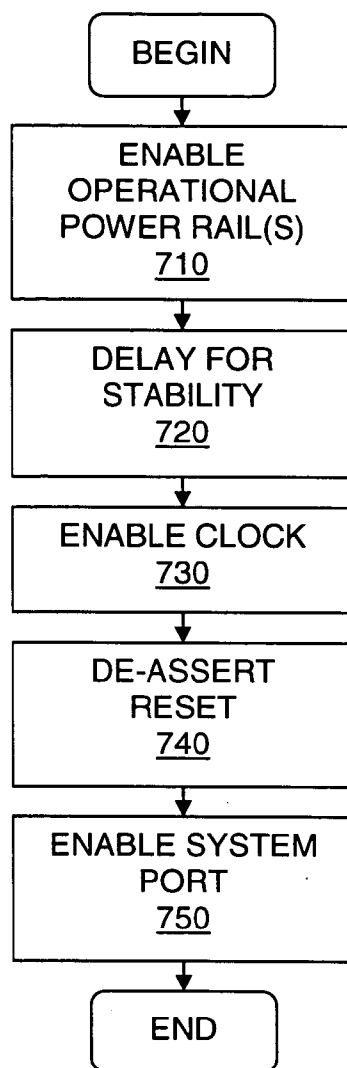 BEGIN
ENABLE
OPERATIONAL
POWER RAIL(S)
710
DELAY FOR
STABILITY
720
ENABLE CLOCK
730
DE-ASSERT
RESET
740
ENABLE SYSTEM
PORT
750
END